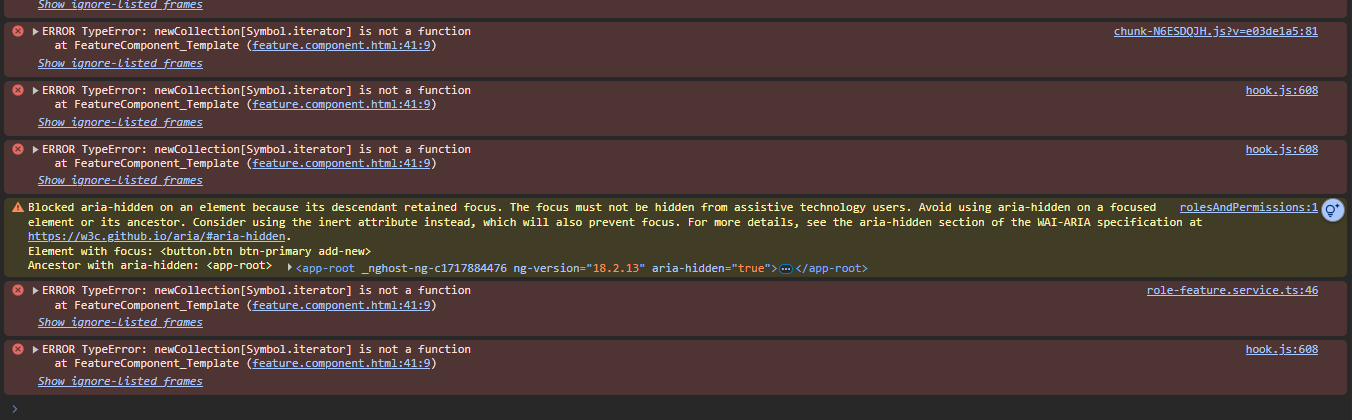 Show ignore-listed frames
ERROR TypeError: newCollection[Symbol.iterator] is not a function chunk-N6ESDQJH.js?v=e03de1a5:81
at FeatureComponent_Template (feature.component.html:41:9)
Show ignore-listed frames
ERROR TypeError: newCollection[Symbol.iterator] is not a function hook.js:608
at FeatureComponent_Template (feature.component.html:41:9)
Show ignore-listed frames
ERROR TypeError: newCollection[Symbol.iterator] is not a function hook.js:608
at FeatureComponent_Template (feature.component.html:41:9)
Show ignore-listed frames
Blocked aria-hidden on an element because its descendant retained focus. The focus must not be hidden from assistive technology users. Avoid using aria-hidden on a focused rolesAndPermissions:1
element or its ancestor. Consider using the inert attribute instead, which will also prevent focus. For more details, see the aria-hidden section of the WAI-ARIA specification at
https://w3c.github.io/aria/#aria-hidden.
Element with focus: <button.btn btn-primary add-new>
Ancestor with aria-hidden: <app-root> <app-root _nghost-ng-c1717884476 ng-version="18.2.13" aria-hidden="true">…</app-root>
ERROR TypeError: newCollection[Symbol.iterator] is not a function role-feature.service.ts:46
at FeatureComponent_Template (feature.component.html:41:9)
Show ignore-listed frames
ERROR TypeError: newCollection[Symbol.iterator] is not a function hook.js:608
at FeatureComponent_Template (feature.component.html:41:9)
Show ignore-listed frames